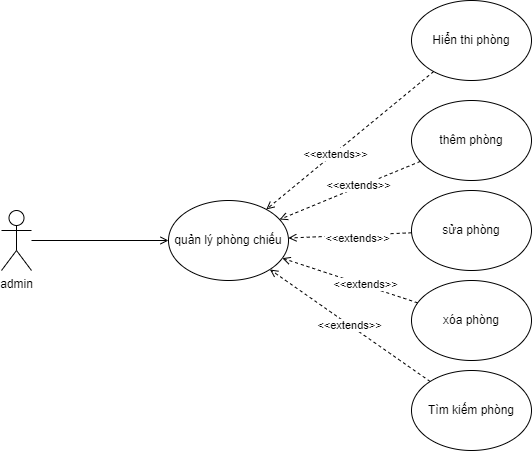 Hiển thi phòng
thêm phòng
<<extends>>
<<extends>>
sửa phòng
quản lý phòng chiếu
<<extends>>
admin
<<extends>>
xóa phòng
<<extends>>
Tìm kiếm phòng